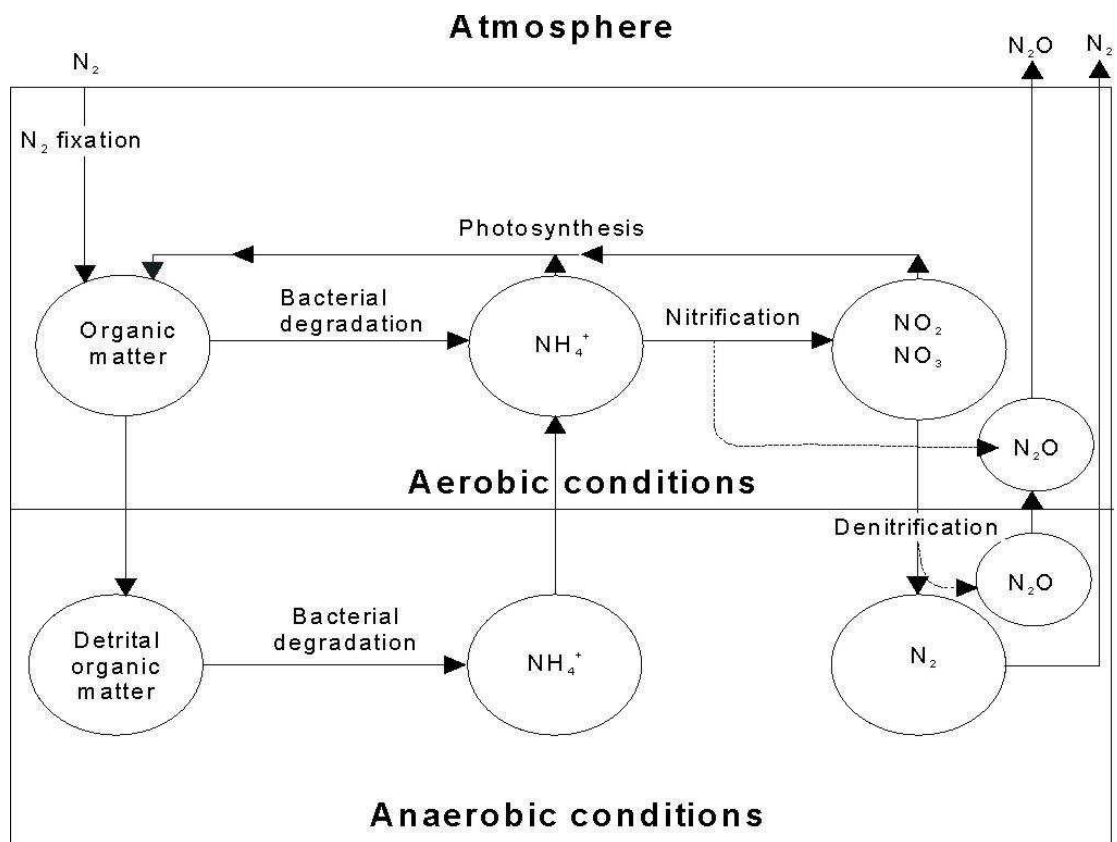 Atmosphere
N₂
N₂O
N₂
N₂ fixation
Photosynthesis
Bacterial
degradation
Nitrification
Organic
matter
NH₄⁺
NO₂
NO₃
N₂O
Aerobic conditions
Denitrification
N₂O
Detrital
organic
matter
Bacterial
degradation
NH₄⁺
N₂
Anaerobic conditions